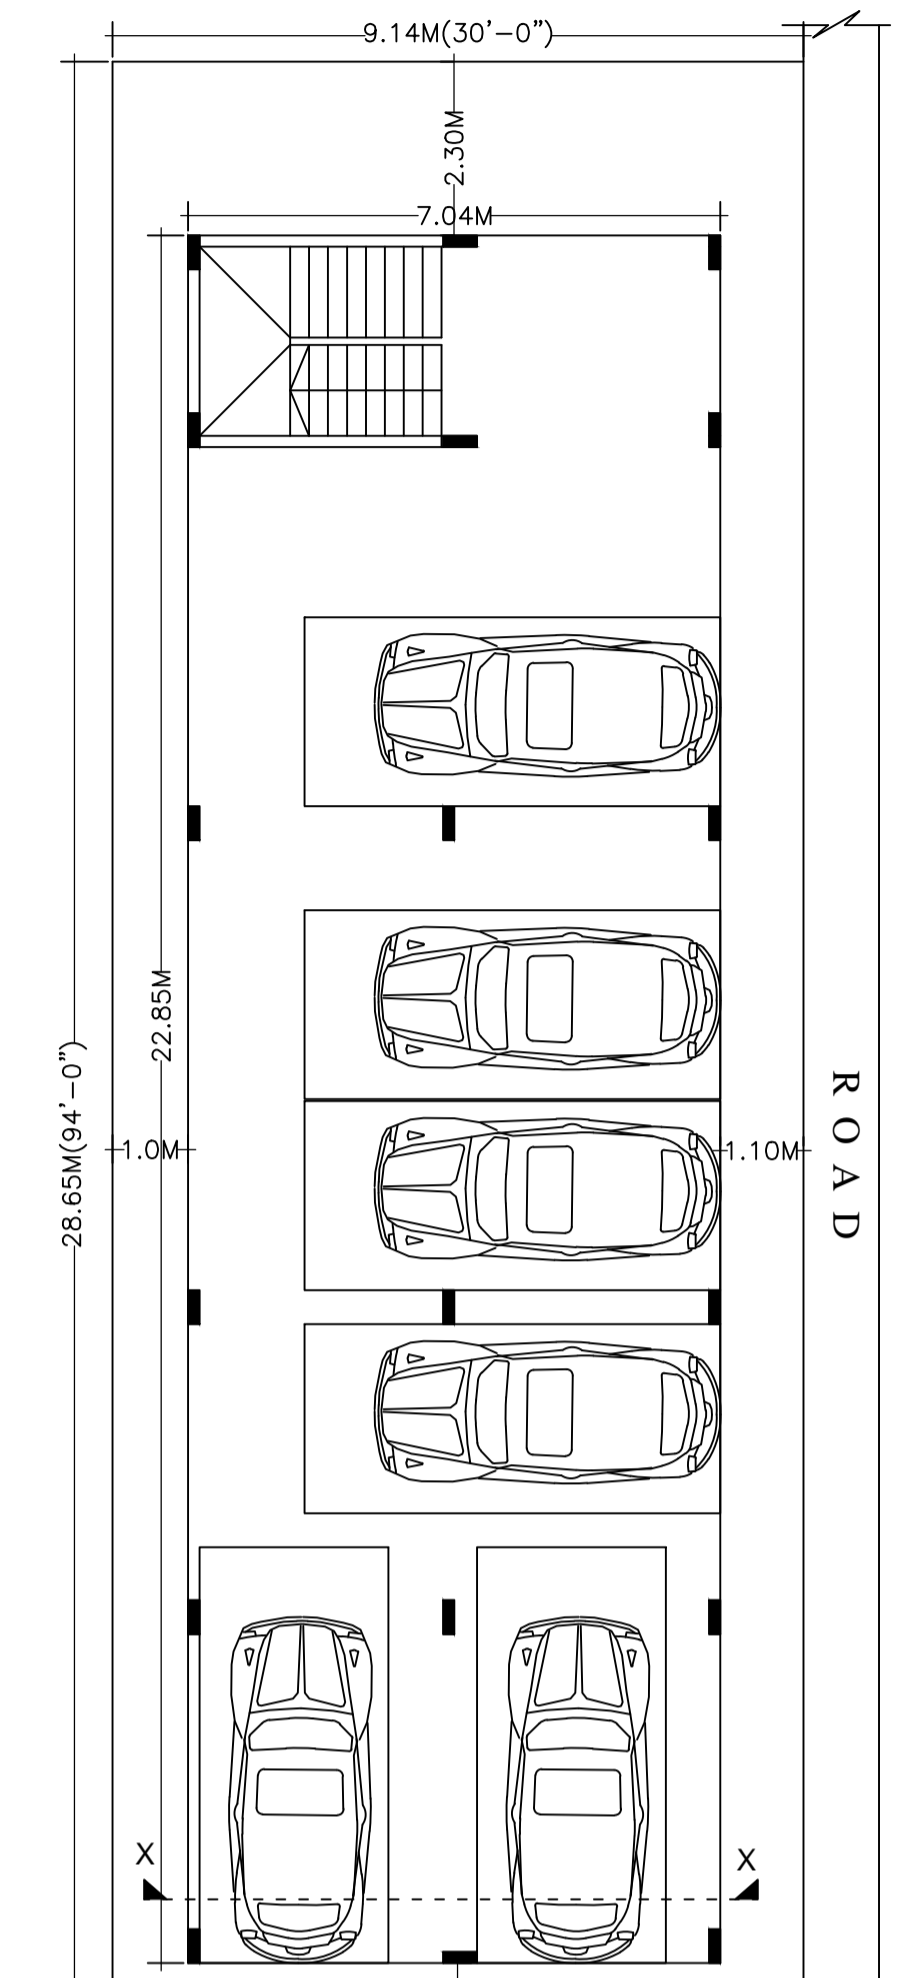 9.14M(30'-0")
2.30M
7.04M
22.85M
28.65M(94'-0")
1.0M
1.10M
ROAD
X
X